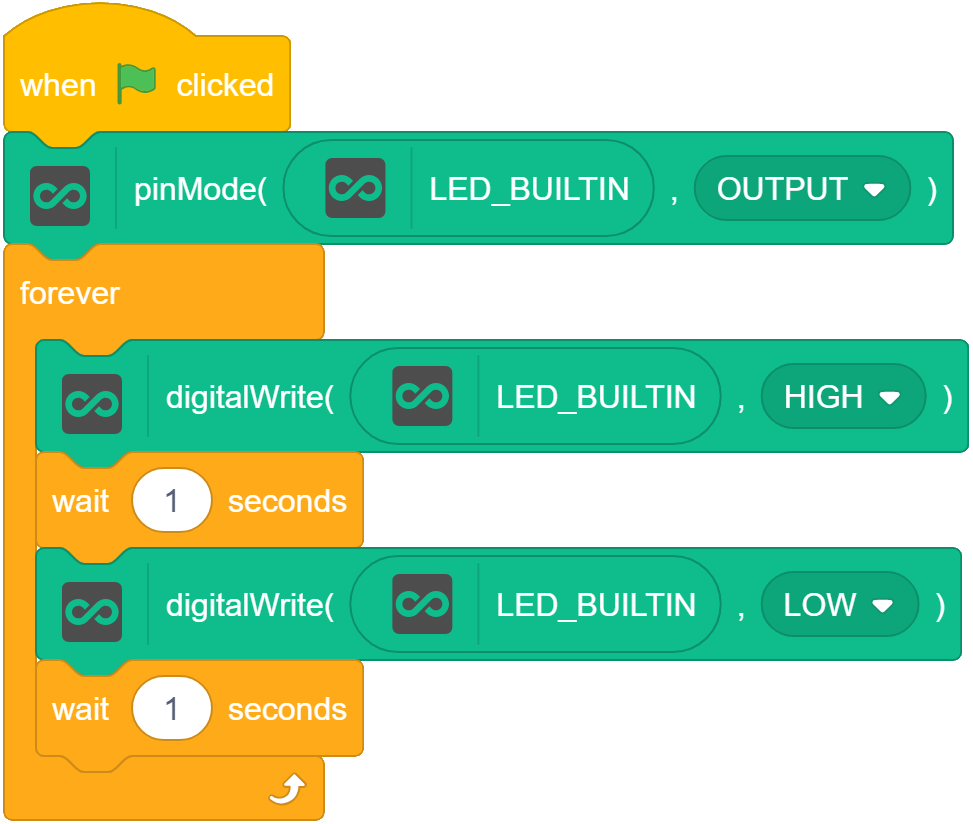 when clicked
pinMode( LED_BUILTIN , OUTPUT )
forever
digitalWrite( LED_BUILTIN , HIGH )
wait 1 seconds
digitalWrite( LED_BUILTIN , LOW )
wait 1 seconds